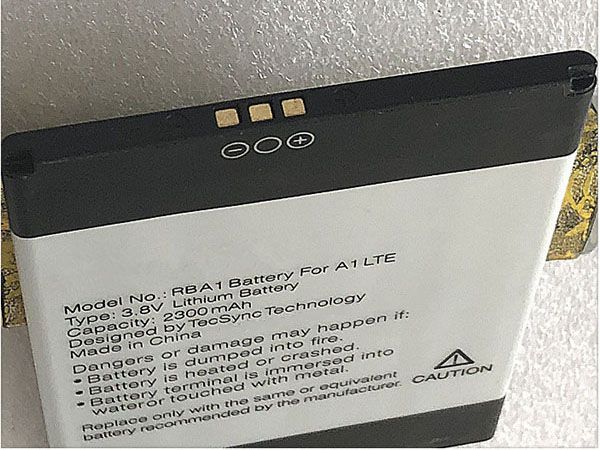 − ○ +
Model No.: RBA1 Battery For A1 LTE
Type: 3.8V Lithium Battery
Capacity: 2300mAh
Designed by TecSync Technology
Made in China
Dangers or damage may happen if:
• Battery is dumped into fire.
• Battery is heated or crashed.
• Battery terminal is immersed into
water or touched with metal.
Replace only with the same or equivalent
battery recommended by the manufacturer.
CAUTION